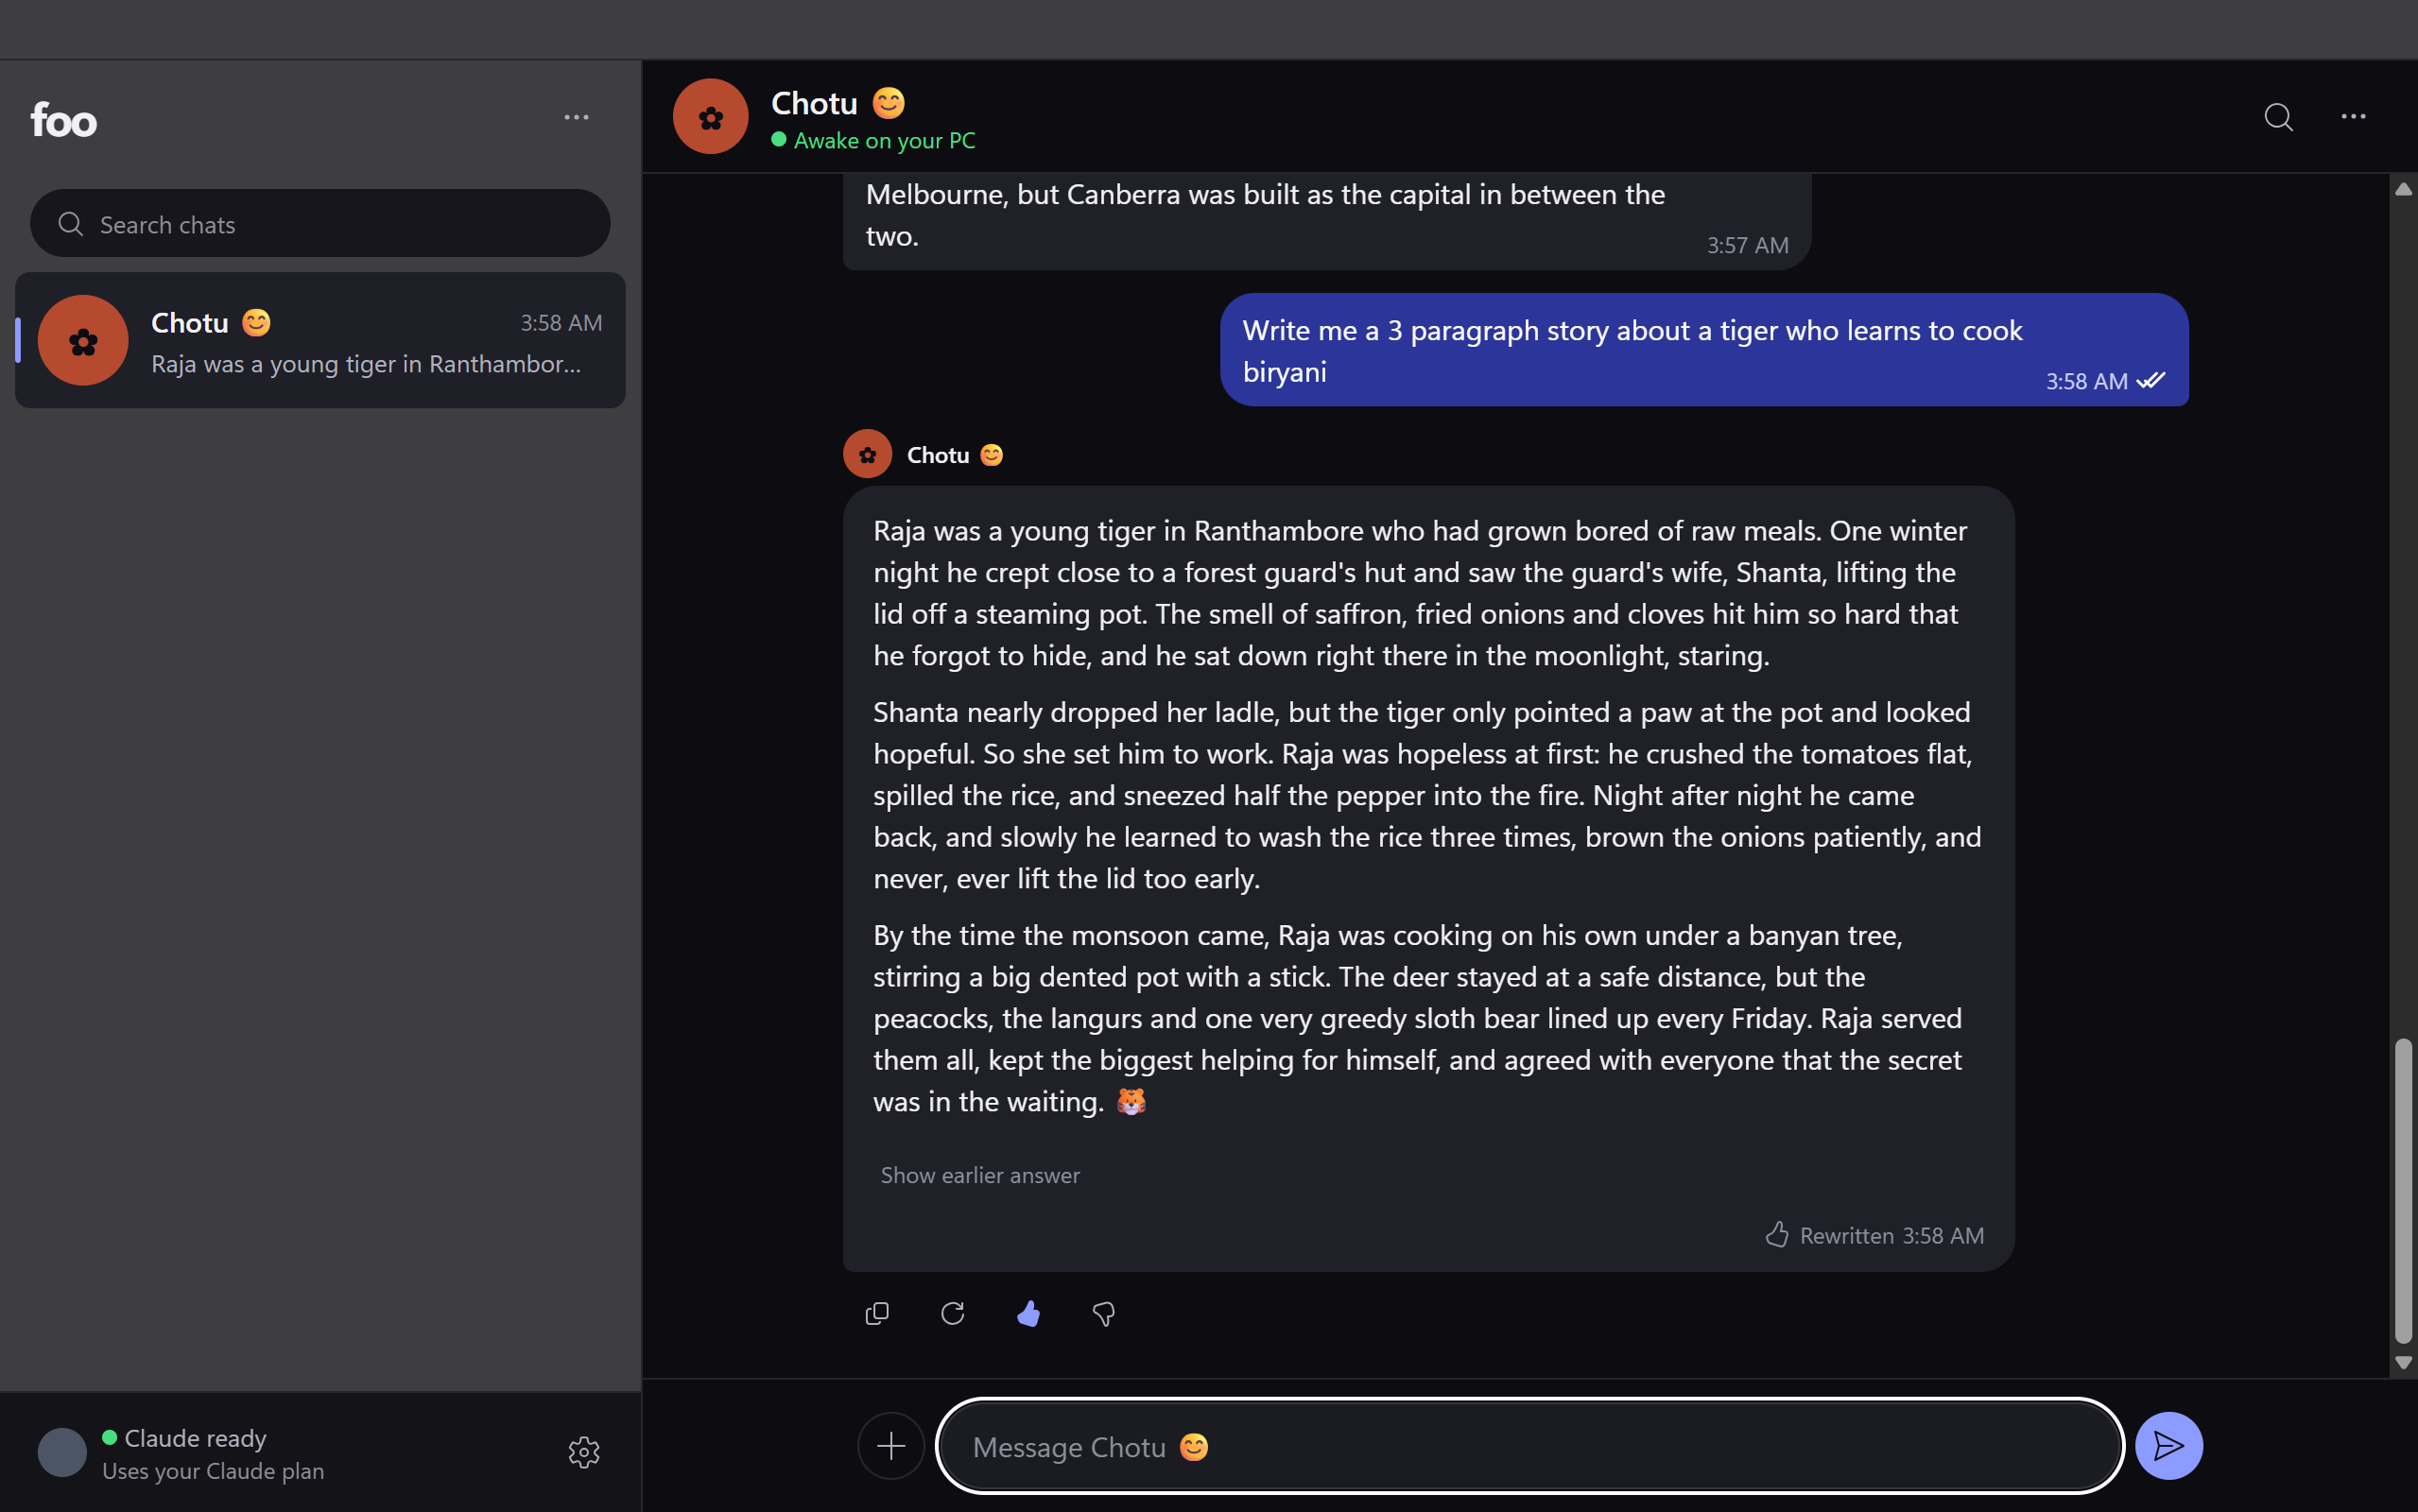 foo
Search chats
Chotu 😊
3:58 AM
Raja was a young tiger in Ranthambor...
Claude ready
Uses your Claude plan
Chotu 😊
Awake on your PC
Melbourne, but Canberra was built as the capital in between the
two.
3:57 AM
Write me a 3 paragraph story about a tiger who learns to cook
biryani
3:58 AM
Chotu 😊
Raja was a young tiger in Ranthambore who had grown bored of raw meals. One winter
night he crept close to a forest guard's hut and saw the guard's wife, Shanta, lifting the
lid off a steaming pot. The smell of saffron, fried onions and cloves hit him so hard that
he forgot to hide, and he sat down right there in the moonlight, staring.
Shanta nearly dropped her ladle, but the tiger only pointed a paw at the pot and looked
hopeful. So she set him to work. Raja was hopeless at first: he crushed the tomatoes flat,
spilled the rice, and sneezed half the pepper into the fire. Night after night he came
back, and slowly he learned to wash the rice three times, brown the onions patiently, and
never, ever lift the lid too early.
By the time the monsoon came, Raja was cooking on his own under a banyan tree,
stirring a big dented pot with a stick. The deer stayed at a safe distance, but the
peacocks, the langurs and one very greedy sloth bear lined up every Friday. Raja served
them all, kept the biggest helping for himself, and agreed with everyone that the secret
was in the waiting. 🐯
Show earlier answer
Rewritten 3:58 AM
Message Chotu 😊